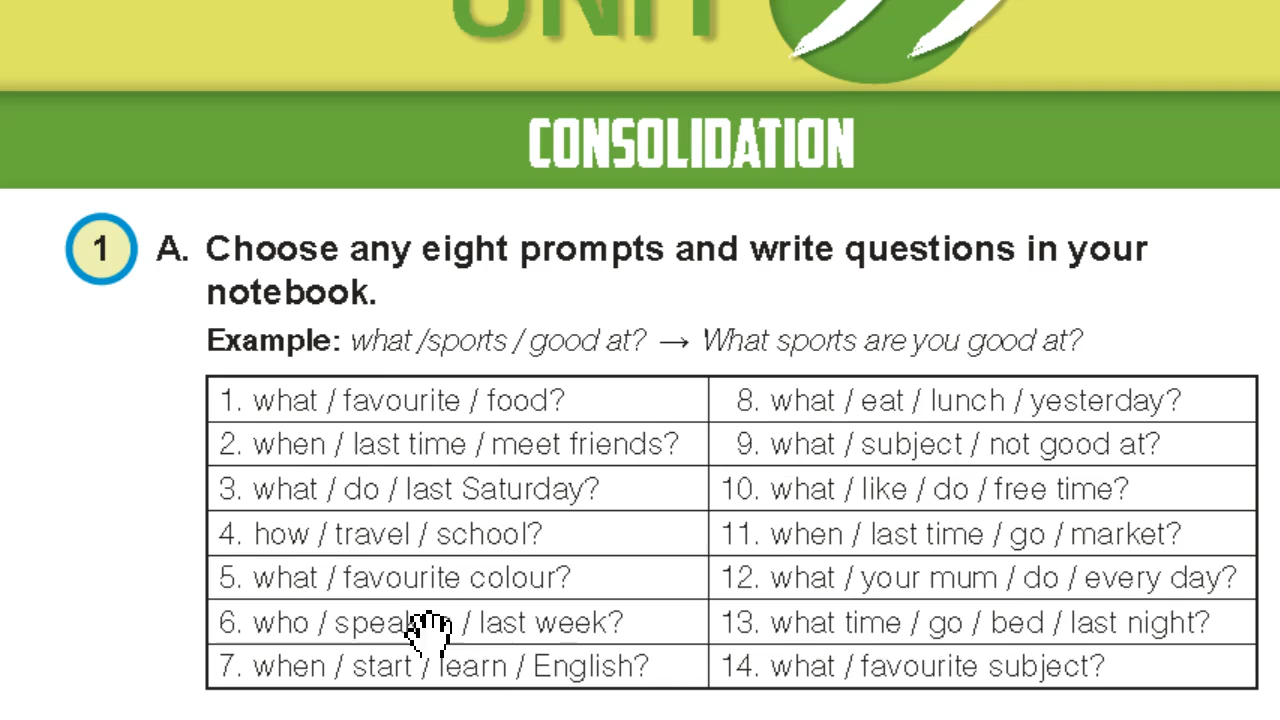 UNIT
CONSOLIDATION
1 A. Choose any eight prompts and write questions in your
notebook.
Example: what /sports / good at? → What sports are you good at?
1. what / favourite / food?
2. when / last time / meet friends?
3. what / do / last Saturday?
4. how / travel / school?
5. what / favourite colour?
6. who / speak / last week?
7. when / start / learn / English?
8. what / eat / lunch / yesterday?
9. what / subject / not good at?
10. what / like / do / free time?
11. when / last time / go / market?
12. what / your mum / do / every day?
13. what time / go / bed / last night?
14. what / favourite subject?